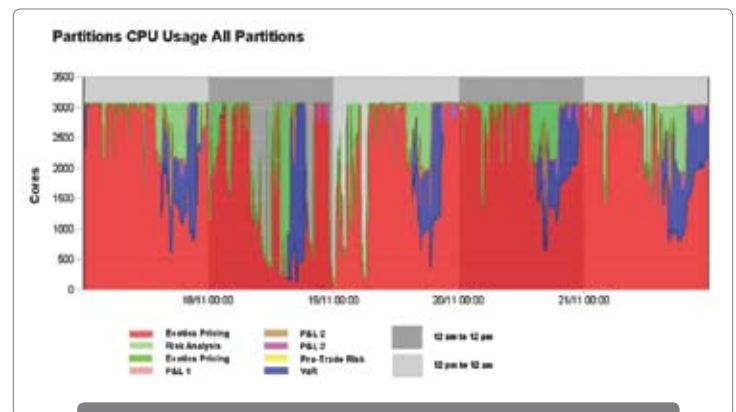 Partitions CPU Usage All Partitions
3500
3000
2500
2000
1500
1000
500
0
Cores
18/11 00:00
19/11 00:00
20/11 00:00
21/11 00:00
Exotics Pricing
Risk Analysis
Exotics Pricing
P&L 1
P&L 2
P&L 3
Pre-Trade Risk
VaR
12 am to 12 pm
12 pm to 12 am